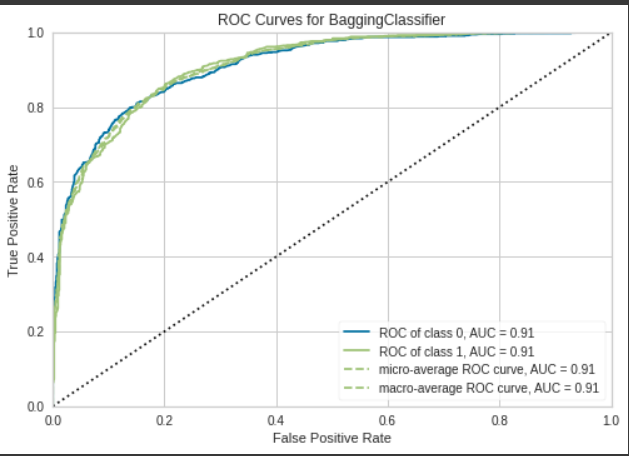 ROC Curves for BaggingClassifier
True Positive Rate
1.0
0.8
0.6
0.4
0.2
0.0
ROC of class 0, AUC = 0.91
ROC of class 1, AUC = 0.91
micro-average ROC curve, AUC = 0.91
macro-average ROC curve, AUC = 0.91
0.0 0.2 0.4 0.6 0.8 1.0
False Positive Rate